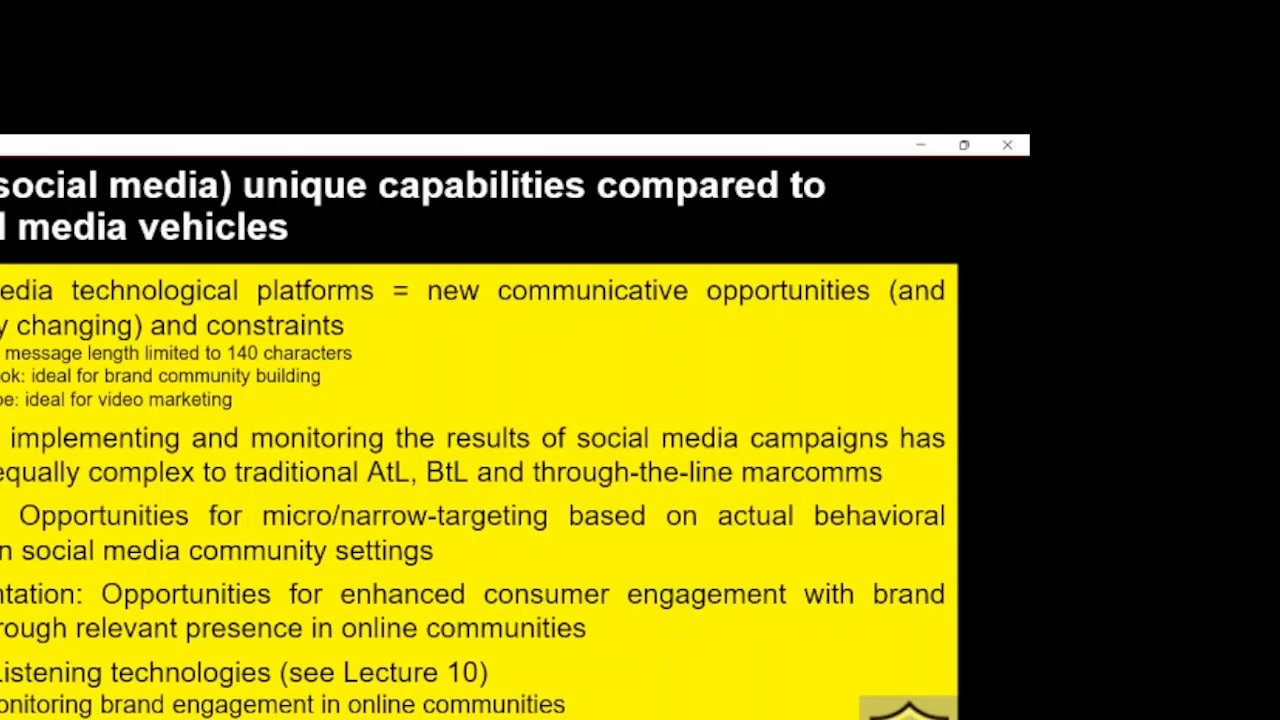 social media) unique capabilities compared to
l media vehicles
edia technological platforms = new communicative opportunities (and
y changing) and constraints
message length limited to 140 characters
ok: ideal for brand community building
be: ideal for video marketing
implementing and monitoring the results of social media campaigns has
equally complex to traditional AtL, BtL and through-the-line marcomms
Opportunities for micro/narrow-targeting based on actual behavioral
n social media community settings
ntation: Opportunities for enhanced consumer engagement with brand
rough relevant presence in online communities
Listening technologies (see Lecture 10)
onitoring brand engagement in online communities